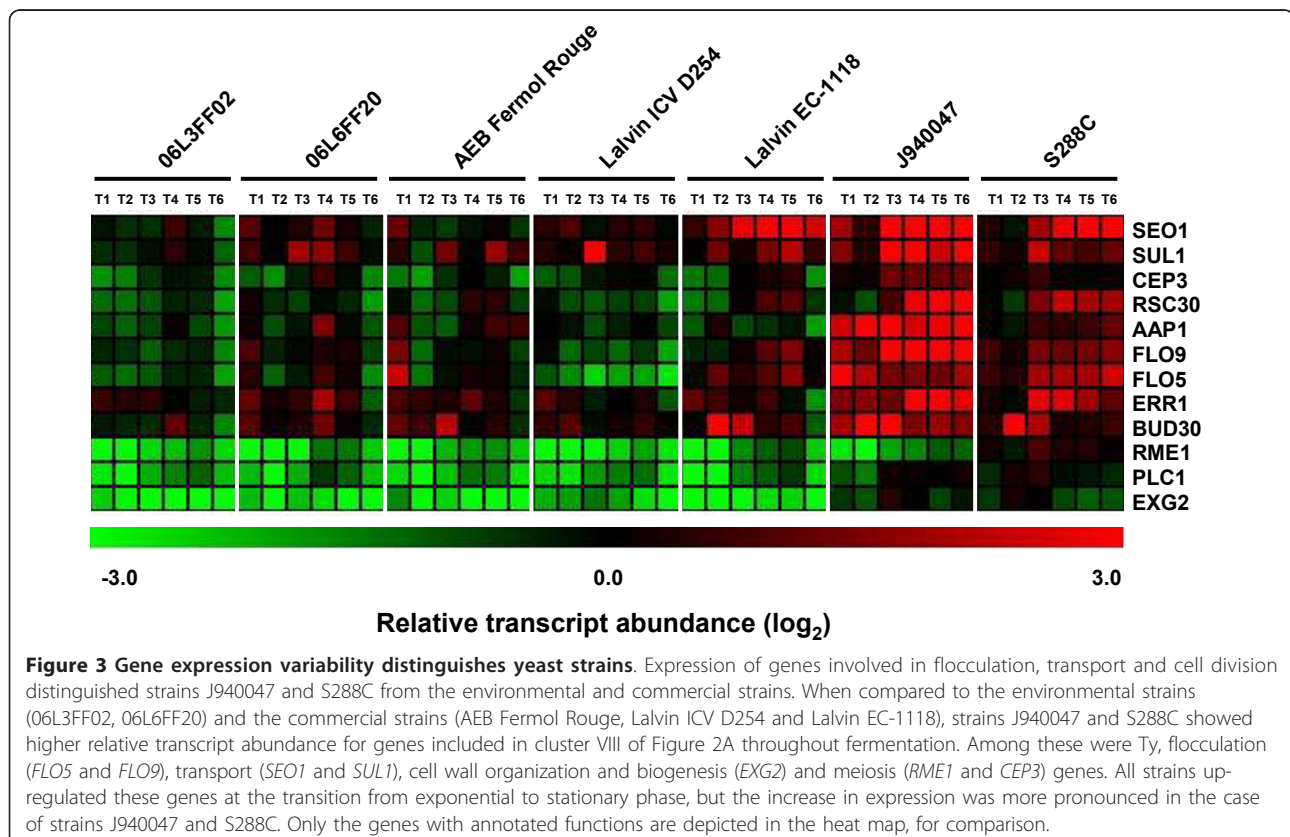 06L3FF02 06L6FF20 AEB Fermol Rouge Lalvin ICV D254 Lalvin EC-1118 J940047 S288C
T1 T2 T3 T4 T5 T6 T1 T2 T3 T4 T5 T6 T1 T2 T3 T4 T5 T6 T1 T2 T3 T4 T5 T6 T1 T2 T3 T4 T5 T6 T1 T2 T3 T4 T5 T6 T1 T2 T3 T4 T5 T6
SEO1
SUL1
CEP3
RSC30
AAP1
FLO9
FLO5
ERR1
BUD30
RME1
PLC1
EXG2
-3.0 0.0 3.0
Relative transcript abundance (log2)
Figure 3 Gene expression variability distinguishes yeast strains. Expression of genes involved in flocculation, transport and cell division
distinguished strains J940047 and S288C from the environmental and commercial strains. When compared to the environmental strains
(06L3FF02, 06L6FF20) and the commercial strains (AEB Fermol Rouge, Lalvin ICV D254 and Lalvin EC-1118), strains J940047 and S288C showed
higher relative transcript abundance for genes included in cluster VIII of Figure 2A throughout fermentation. Among these were Ty, flocculation
(FLO5 and FLO9), transport (SEO1 and SUL1), cell wall organization and biogenesis (EXG2) and meiosis (RME1 and CEP3) genes. All strains up-
regulated these genes at the transition from exponential to stationary phase, but the increase in expression was more pronounced in the case
of strains J940047 and S288C. Only the genes with annotated functions are depicted in the heat map, for comparison.